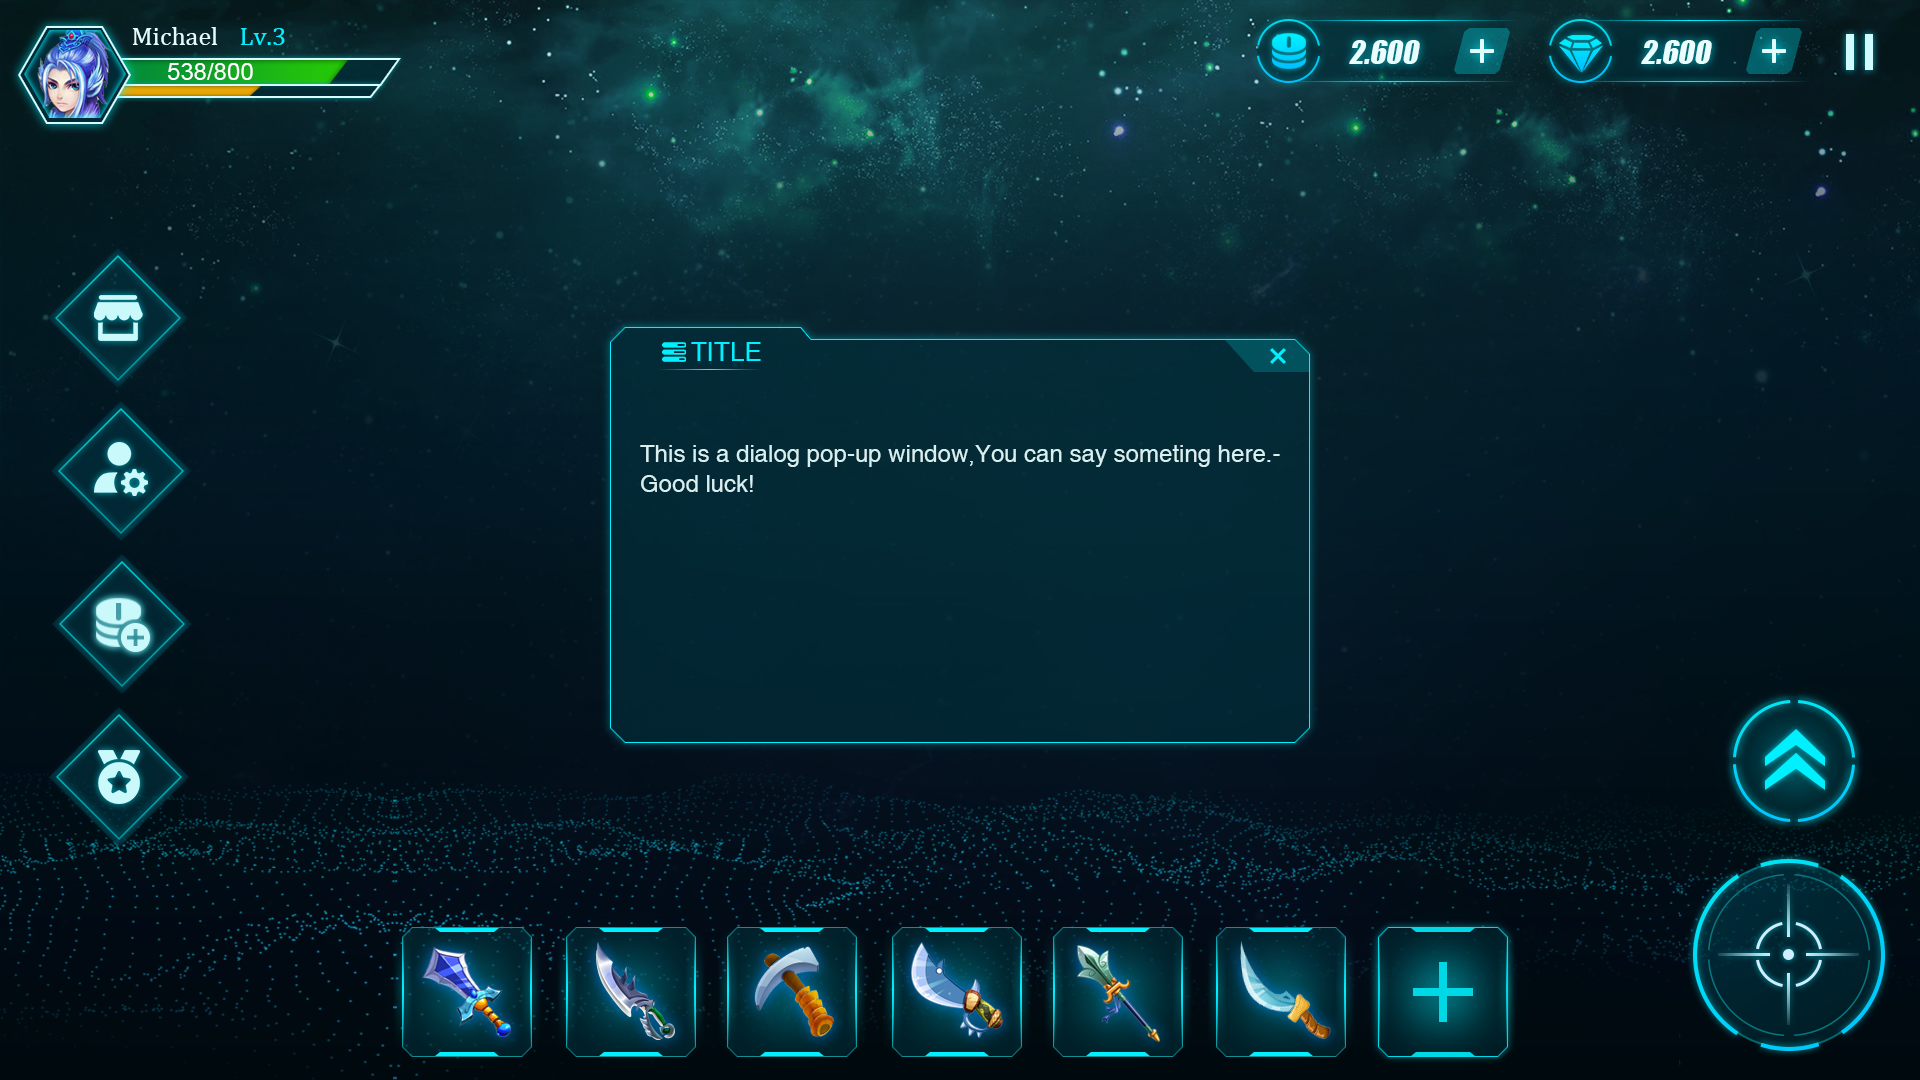 Michael Lv.3
538/800
2.600
2.600
TITLE
This is a dialog pop-up window,You can say someting here.-
Good luck!